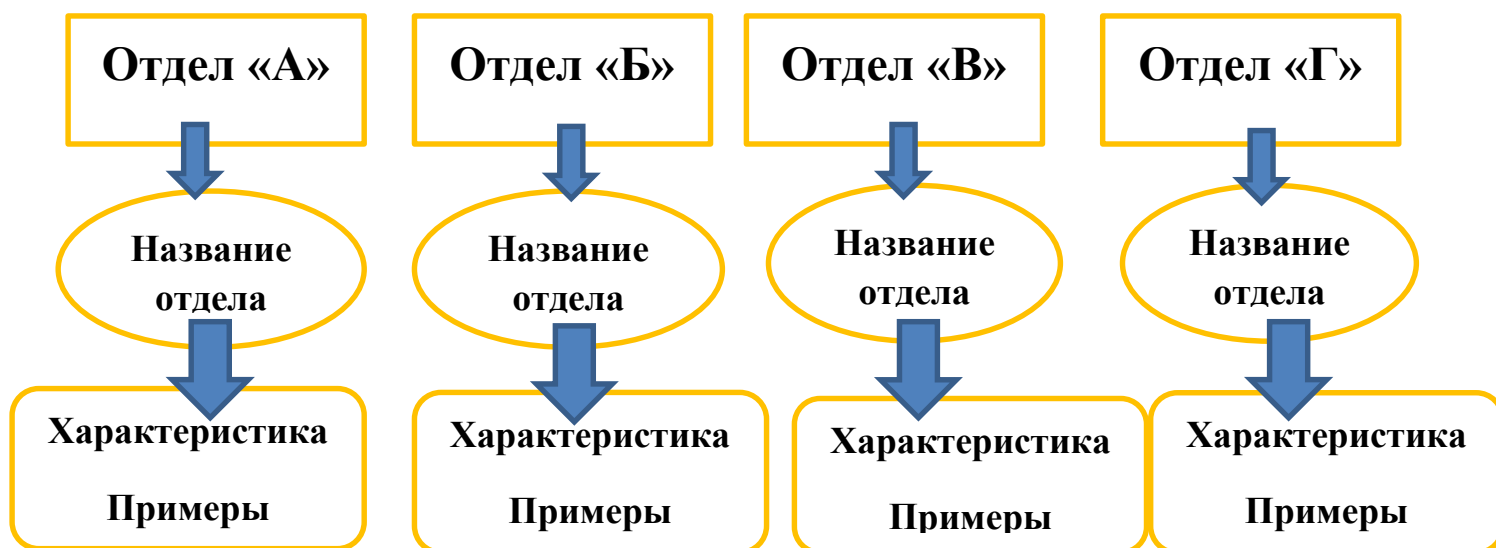 Отдел «А»
Отдел «Б»
Отдел «В»
Отдел «Г»
Название
отдела
Название
отдела
Название
отдела
Название
отдела
Характеристика
Примеры
Характеристика
Примеры
Характеристика
Примеры
Характеристика
Примеры